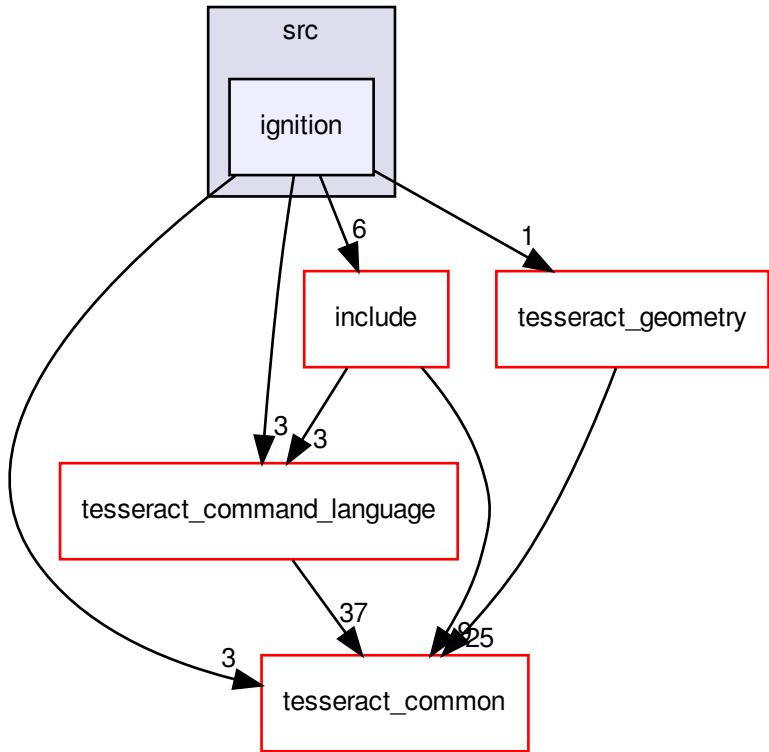 src
ignition
6
1
include
tesseract_geometry
3
3
tesseract_command_language
37
25
3
tesseract_common